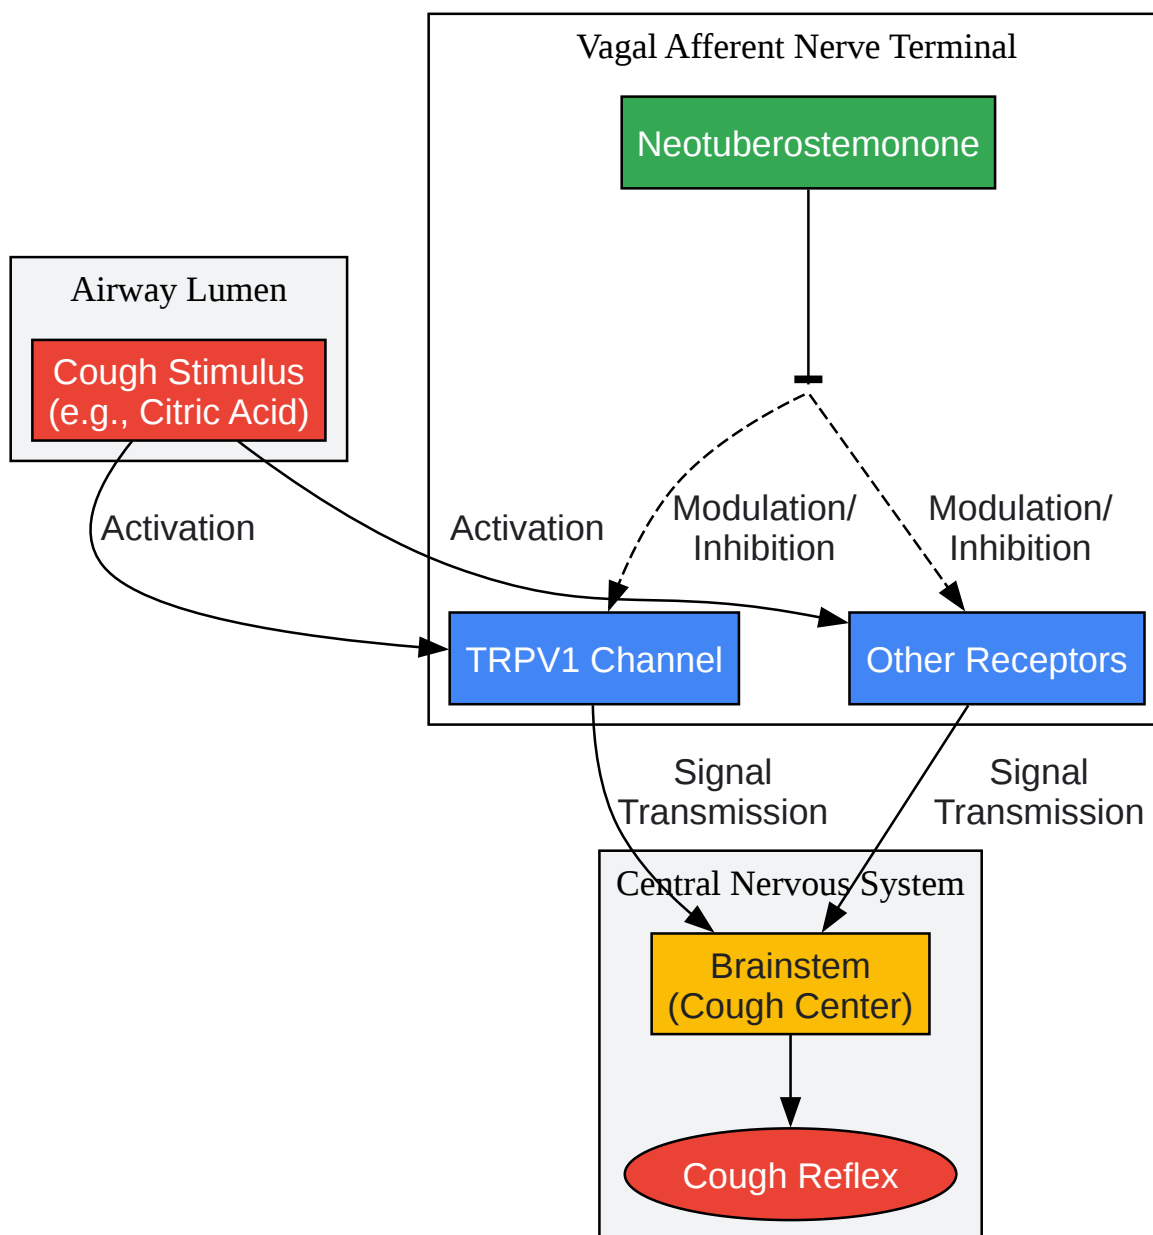 Vagal Afferent Nerve Terminal
Neotuberostemonone
Airway Lumen
Cough Stimulus
(e.g., Citric Acid)
Activation
Activation
Modulation/
Inhibition
Modulation/
Inhibition
TRPV1 Channel
Other Receptors
Signal
Transmission
Signal
Transmission
Central Nervous System
Brainstem
(Cough Center)
Cough Reflex